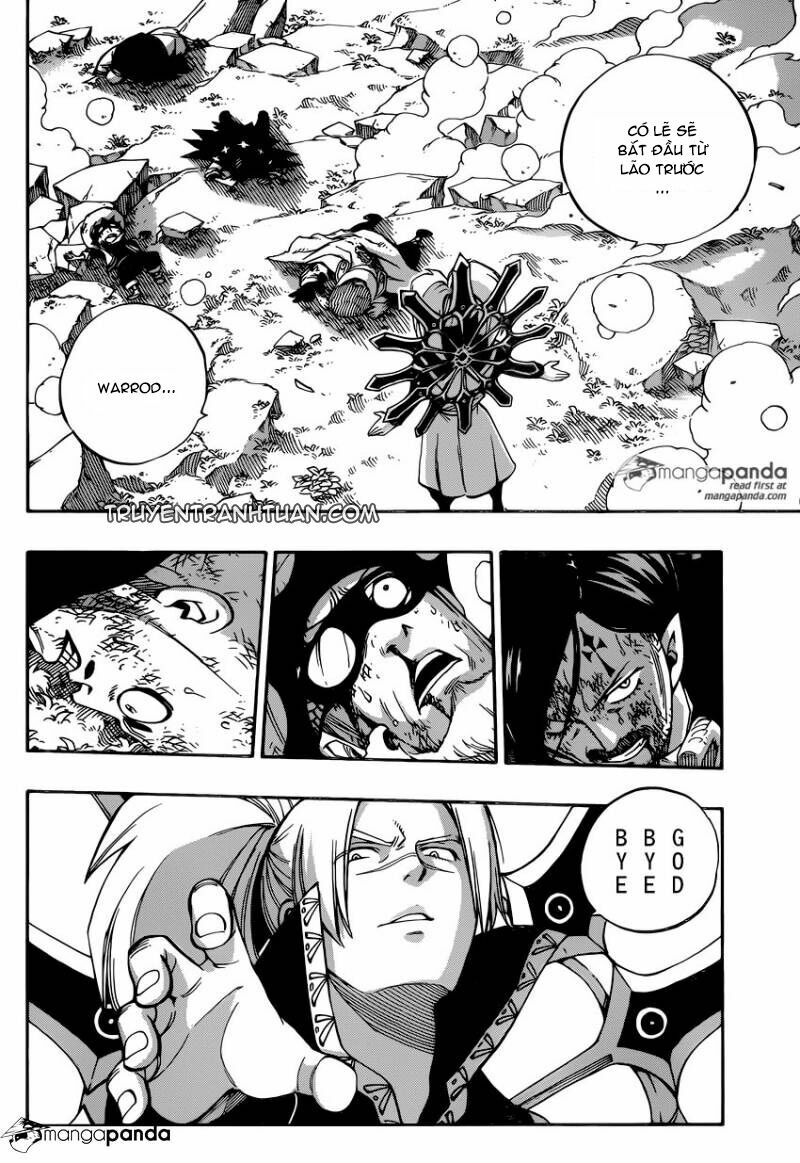 CÓ LẼ SẼ
BẮT ĐẦU TỪ
LÃO TRƯỚC
...
WARROD...
mangapanda
read first at
mangapanda.com
TRUYENTRANHTUAN.COM
GOD
BYE
BYE
mangapanda